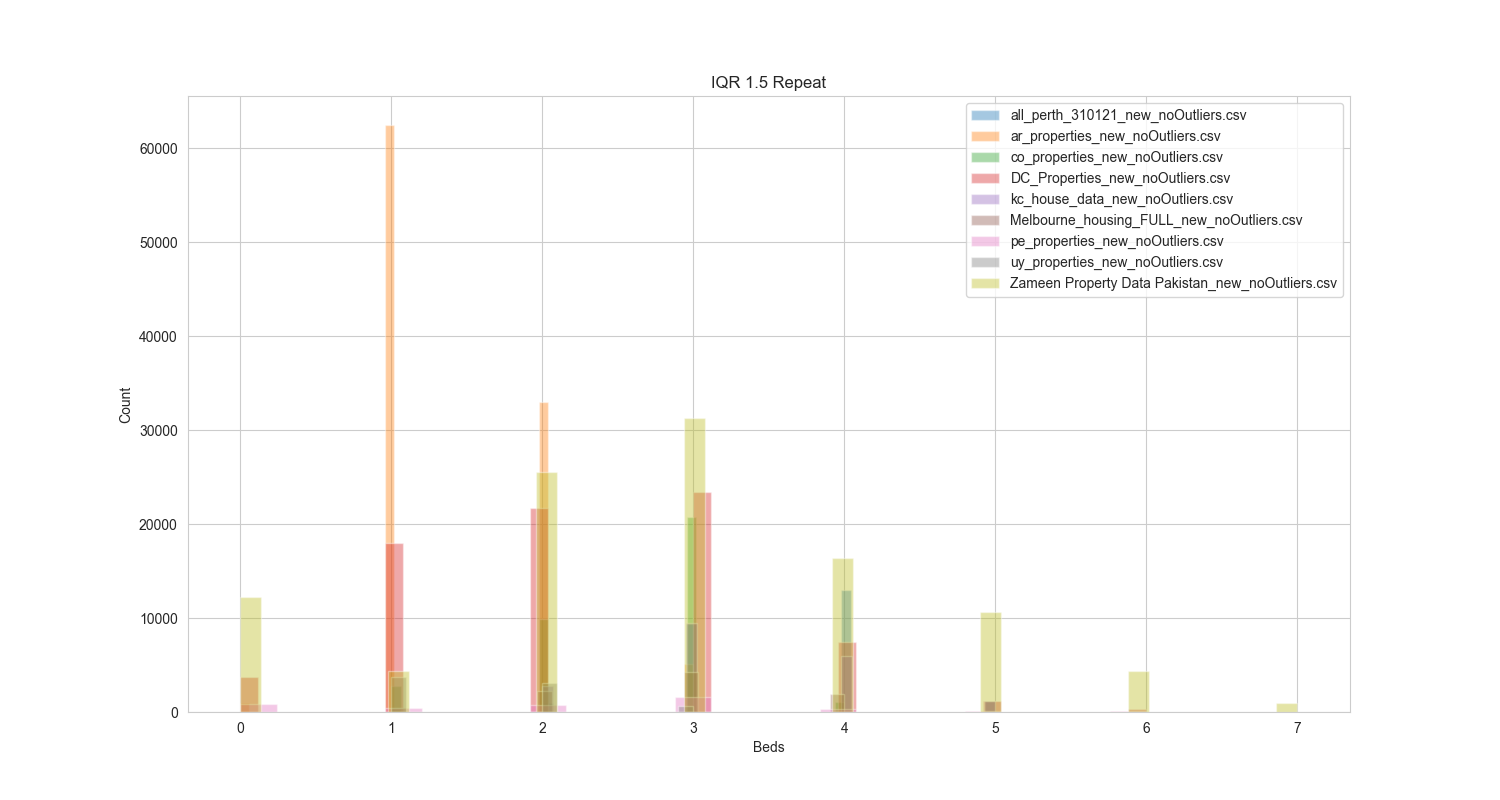 IQR 1.5 Repeat
60000
50000
40000
30000
20000
10000
0
Count
0 1 2 3 4 5 6 7
Beds
all_perth_310121_new_noOutliers.csv
ar_properties_new_noOutliers.csv
co_properties_new_noOutliers.csv
DC_Properties_new_noOutliers.csv
kc_house_data_new_noOutliers.csv
Melbourne_housing_FULL_new_noOutliers.csv
pe_properties_new_noOutliers.csv
uy_properties_new_noOutliers.csv
Zameen Property Data Pakistan_new_noOutliers.csv